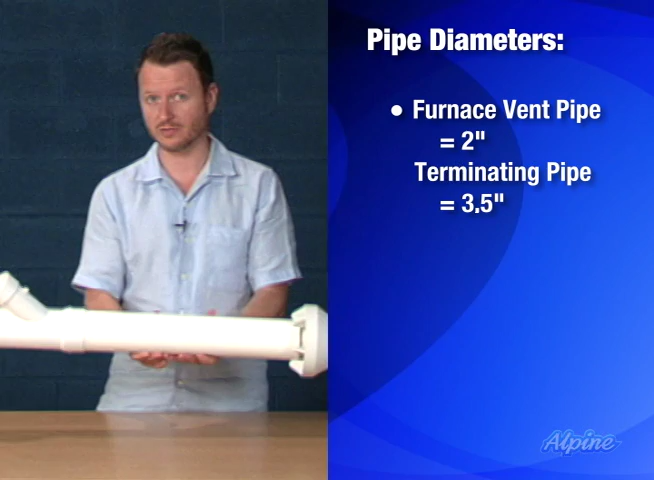 Pipe Diameters:
● Furnace Vent Pipe
= 2"
Terminating Pipe
= 3.5"
Alpine